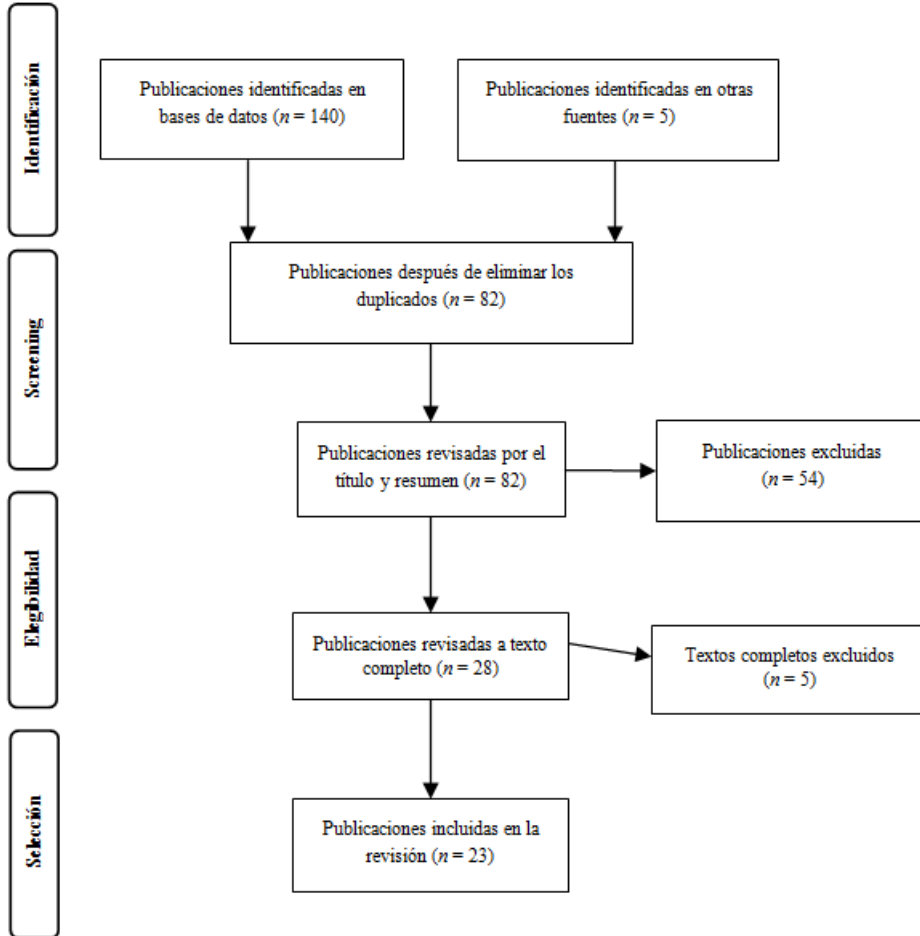 Identificación
Publicaciones identificadas en
bases de datos (n = 140)
Publicaciones identificadas en otras
fuentes (n = 5)
Screening
Publicaciones después de eliminar los
duplicados (n = 82)
Publicaciones revisadas por el
título y resumen (n = 82)
Publicaciones excluidas
(n = 54)
Elegibilidad
Publicaciones revisadas a texto
completo (n = 28)
Textos completos excluidos
(n = 5)
Selección
Publicaciones incluidas en la
revisión (n = 23)